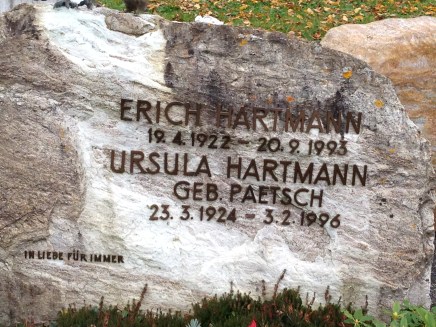 ERICH HARTMANN
19.4.1922 – 20.9.1993
URSULA HARTMANN
GEB. PAETSCH
23.3.1924 – 3.2.1996
IN LIEBE FÜR IMMER